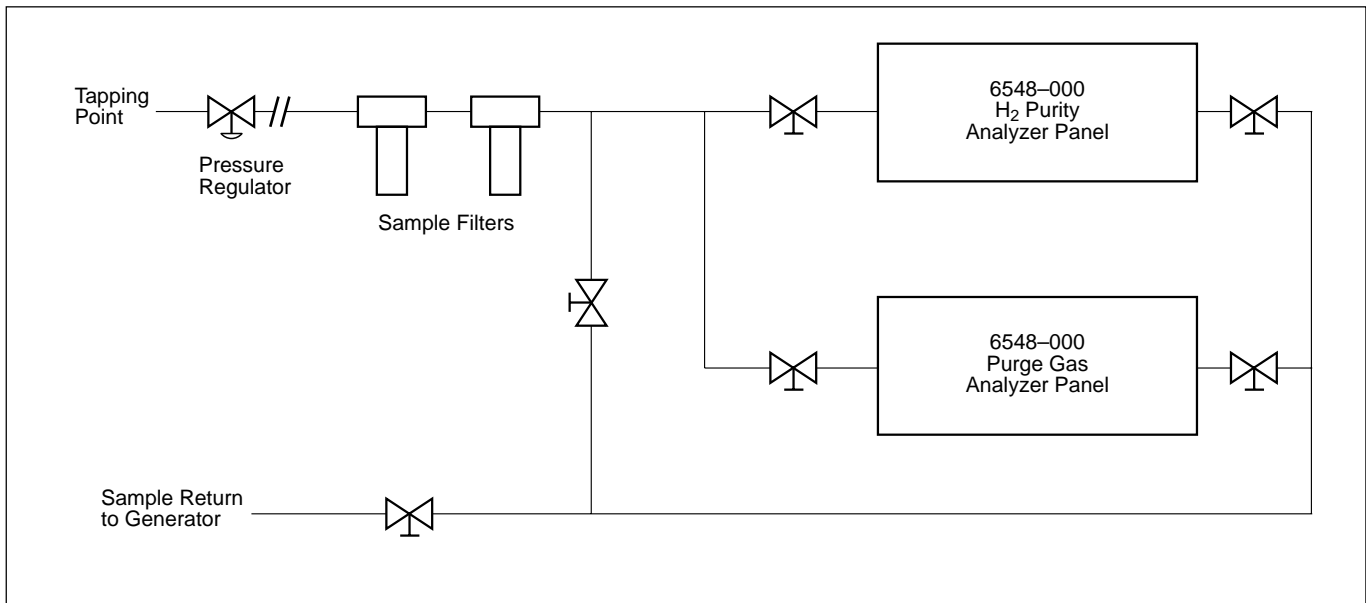 Tapping
Point
Pressure
Regulator
Sample Filters
6548–000
H₂ Purity
Analyzer Panel
6548–000
Purge Gas
Analyzer Panel
Sample Return
to Generator